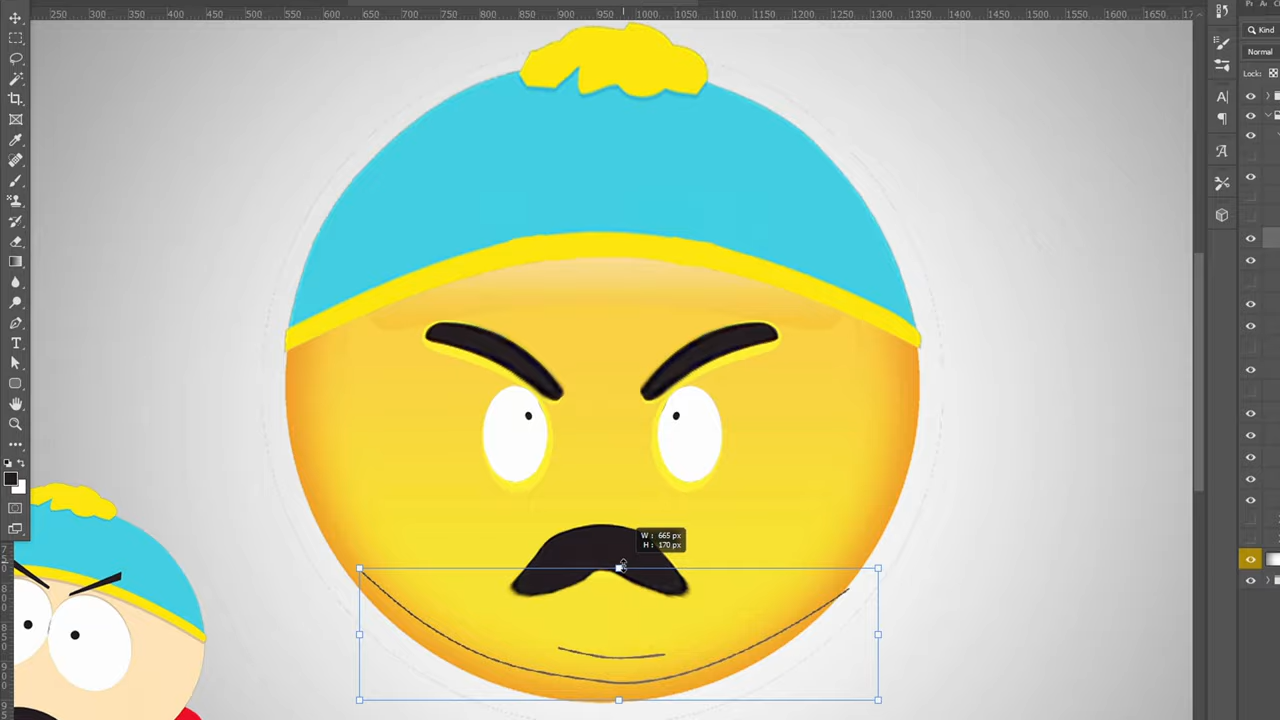 250 300 350 400 450 500 550 600 650 700 750 800 850 900 950 1000 1050 1100 1150 1200 1250 1300 1350 1400 1450 1500 1550 1600 1650
Kind
Normal
Lock:
W: 665 px
H: 170 px